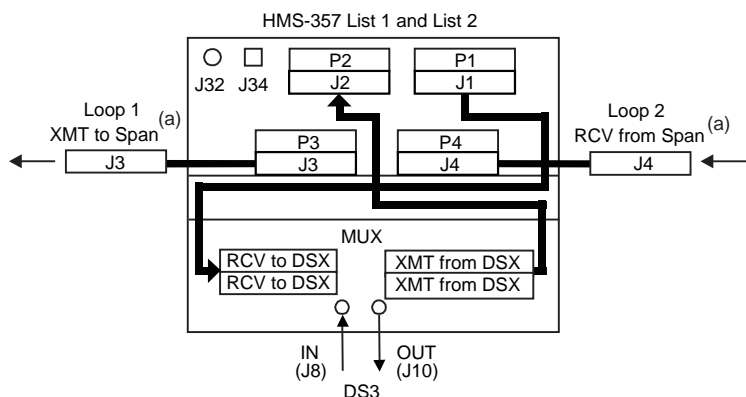 HMS-357 List 1 and List 2
P2
P1
J32
J34
J2
J1
Loop 1
XMT to Span (a)
Loop 2
RCV from Span (a)
P3
P4
J3
J3
J4
J4
MUX
RCV to DSX
XMT from DSX
RCV to DSX
XMT from DSX
IN
(J8)
OUT
(J10)
DS3